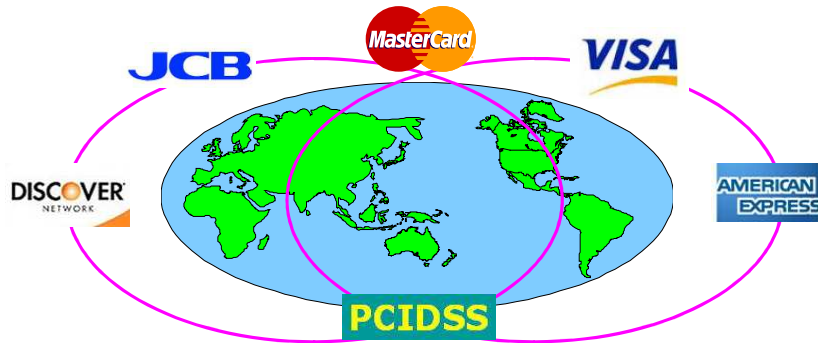 MasterCard
JCB
VISA
DISCOVER
NETWORK
AMERICAN
EXPRESS
PCIDSS